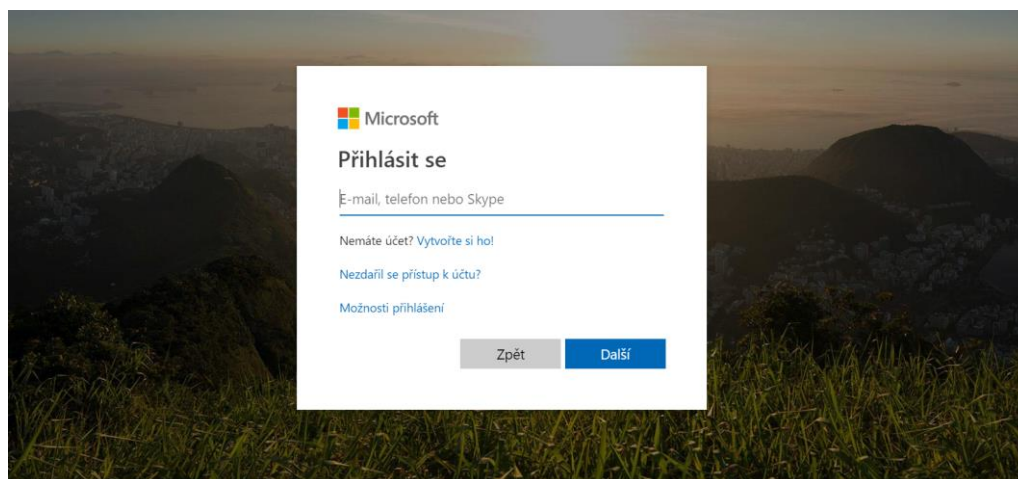 Microsoft
Přihlásit se
E-mail, telefon nebo Skype
Nemáte účet? Vytvořte si ho!
Nezdařil se přístup k účtu?
Možnosti přihlášení
Zpět Další